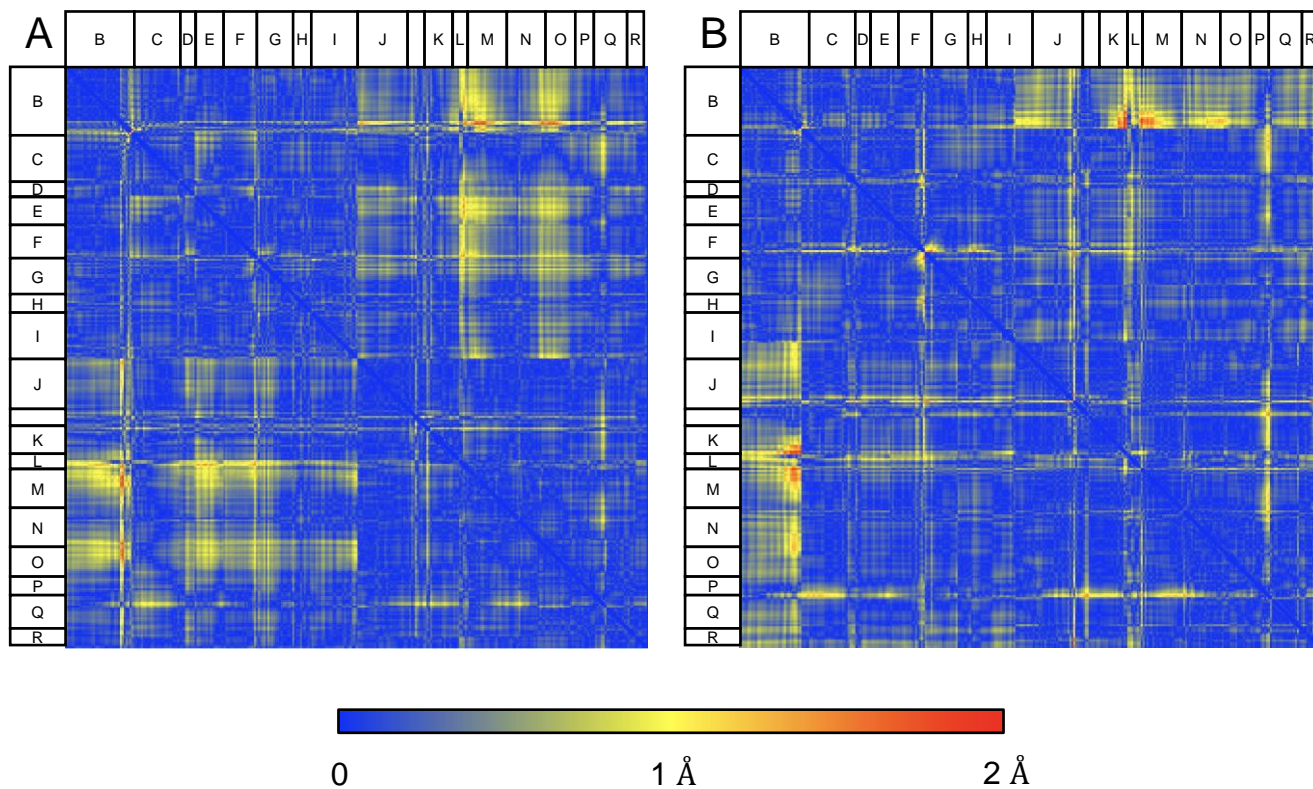 A
B C D E F G H I J K L M N O P Q R
B
C
D
E
F
G
H
I
J
K
L
M
N
O
P
Q
R
B
B C D E F G H I J K L M N O P Q R
B
C
D
E
F
G
H
I
J
K
L
M
N
O
P
Q
R
0 1 Å 2 Å